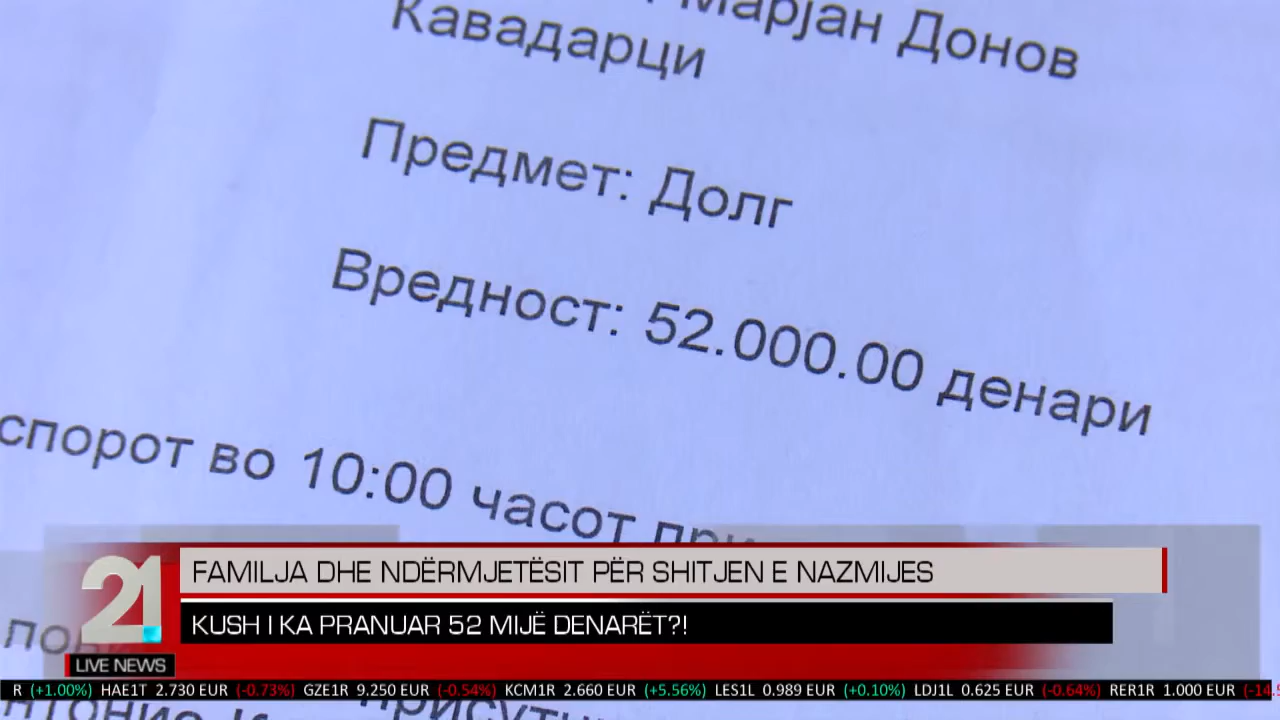 Марјан Донов
Кавадарци
Предмет: Долг
Вредност: 52.000.00 денари
спорот во 10:00 часот при
21
FAMILJA DHE NDËRMJETËSIT PËR SHITJEN E NAZMIJES
KUSH I KA PRANUAR 52 MIJË DENARËT?!
LIVE NEWS
R (+1.00%) HAE1T 2.730 EUR (-0.73%) GZE1R 9,250 EUR (-0.54%) KCM1R 2.660 EUR (+5.56%) LES1L 0.989 EUR (+0.10%) LDJ1L 0.625 EUR (-0.64%) RER1R 1.000 EUR